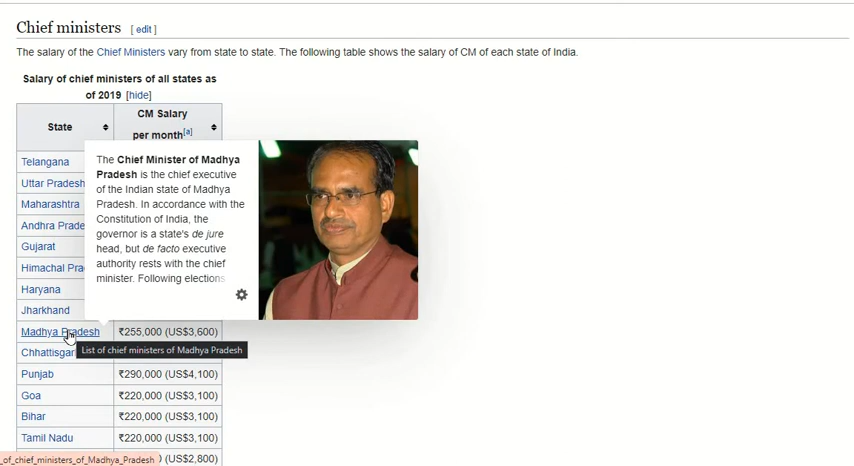 Chief ministers [ edit ]
The salary of the Chief Ministers vary from state to state. The following table shows the salary of CM of each state of India.
Salary of chief ministers of all states as
of 2019 [hide]
State
CM Salary
per month[a]
Telangana
Uttar Pradesh
Maharashtra
Andhra Prade
Gujarat
Himachal Pra
Haryana
Jharkhand
The Chief Minister of Madhya
Pradesh is the chief executive
of the Indian state of Madhya
Pradesh. In accordance with the
Constitution of India, the
governor is a state's de jure
head, but de facto executive
authority rests with the chief
minister. Following elections
Madhya Pradesh ₹255,000 (US$3,600)
List of chief ministers of Madhya Pradesh
Chhattisgar
Punjab ₹290,000 (US$4,100)
Goa ₹220,000 (US$3,100)
Bihar ₹220,000 (US$3,100)
Tamil Nadu ₹220,000 (US$3,100)
_of_chief_ministers_of_Madhya_Pradesh ) (US$2,800)